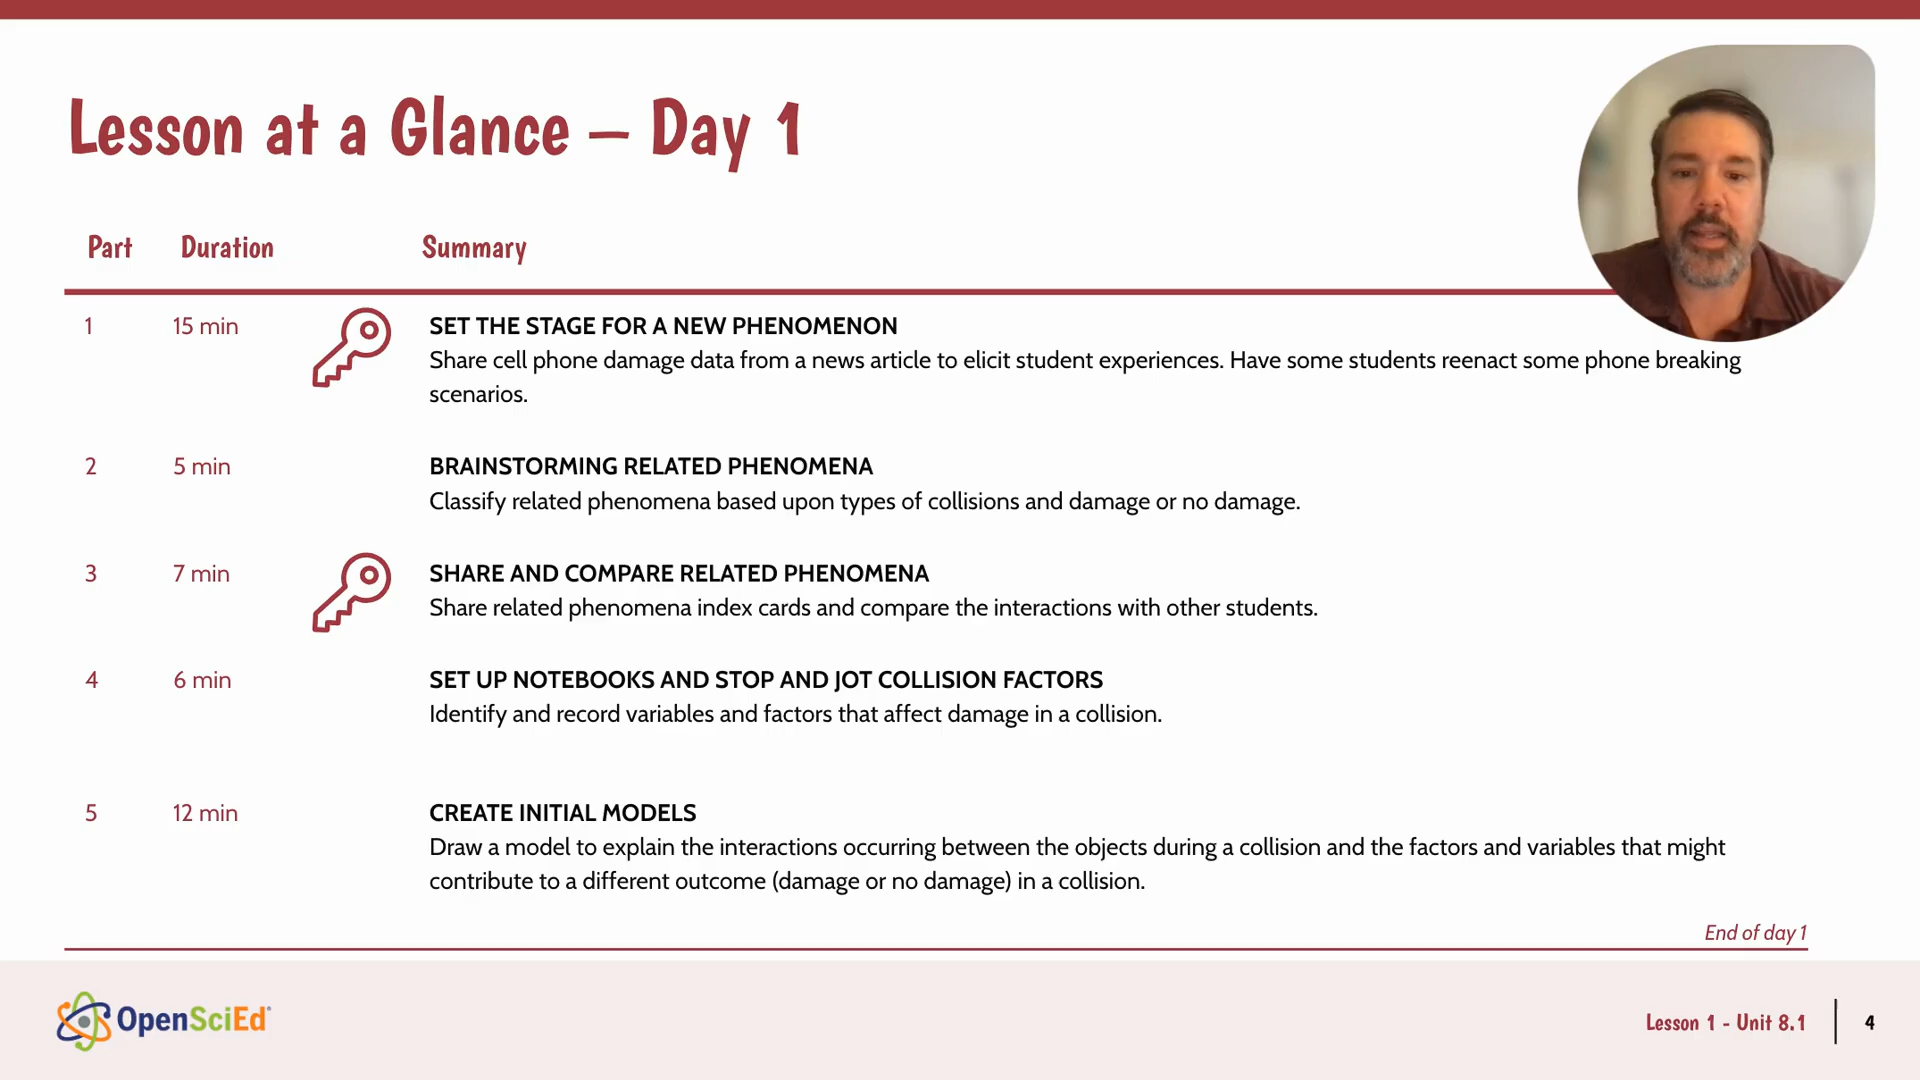 Lesson at a Glance – Day 1
Part Duration Summary
1 15 min SET THE STAGE FOR A NEW PHENOMENON
Share cell phone damage data from a news article to elicit student experiences. Have some students reenact some phone breaking
scenarios.
2 5 min BRAINSTORMING RELATED PHENOMENA
Classify related phenomena based upon types of collisions and damage or no damage.
3 7 min SHARE AND COMPARE RELATED PHENOMENA
Share related phenomena index cards and compare the interactions with other students.
4 6 min SET UP NOTEBOOKS AND STOP AND JOT COLLISION FACTORS
Identify and record variables and factors that affect damage in a collision.
5 12 min CREATE INITIAL MODELS
Draw a model to explain the interactions occurring between the objects during a collision and the factors and variables that might
contribute to a different outcome (damage or no damage) in a collision.
End of day 1
OpenSciEd®
Lesson 1 - Unit 8.1 4